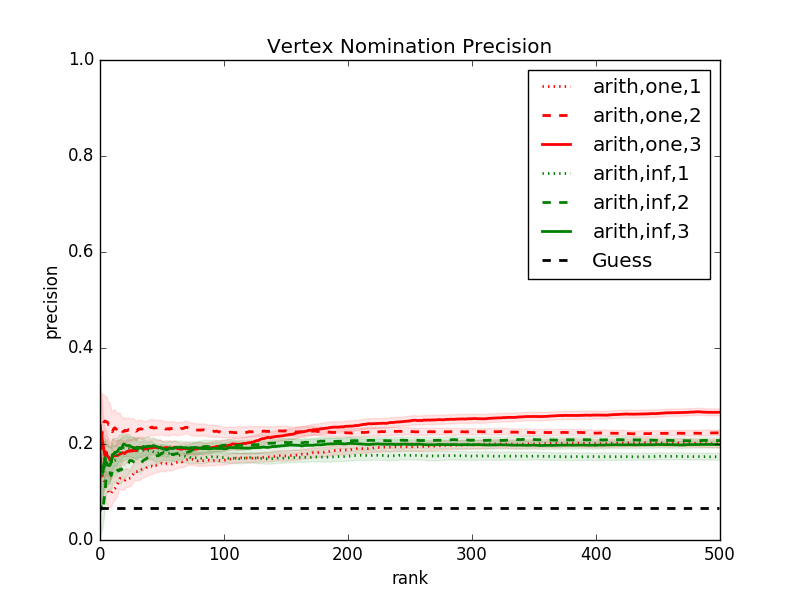 Vertex Nomination Precision
1.0
0.8
0.6
0.4
0.2
0.0
precision
arith,one,1
arith,one,2
arith,one,3
arith,inf,1
arith,inf,2
arith,inf,3
Guess
0 100 200 300 400 500
rank